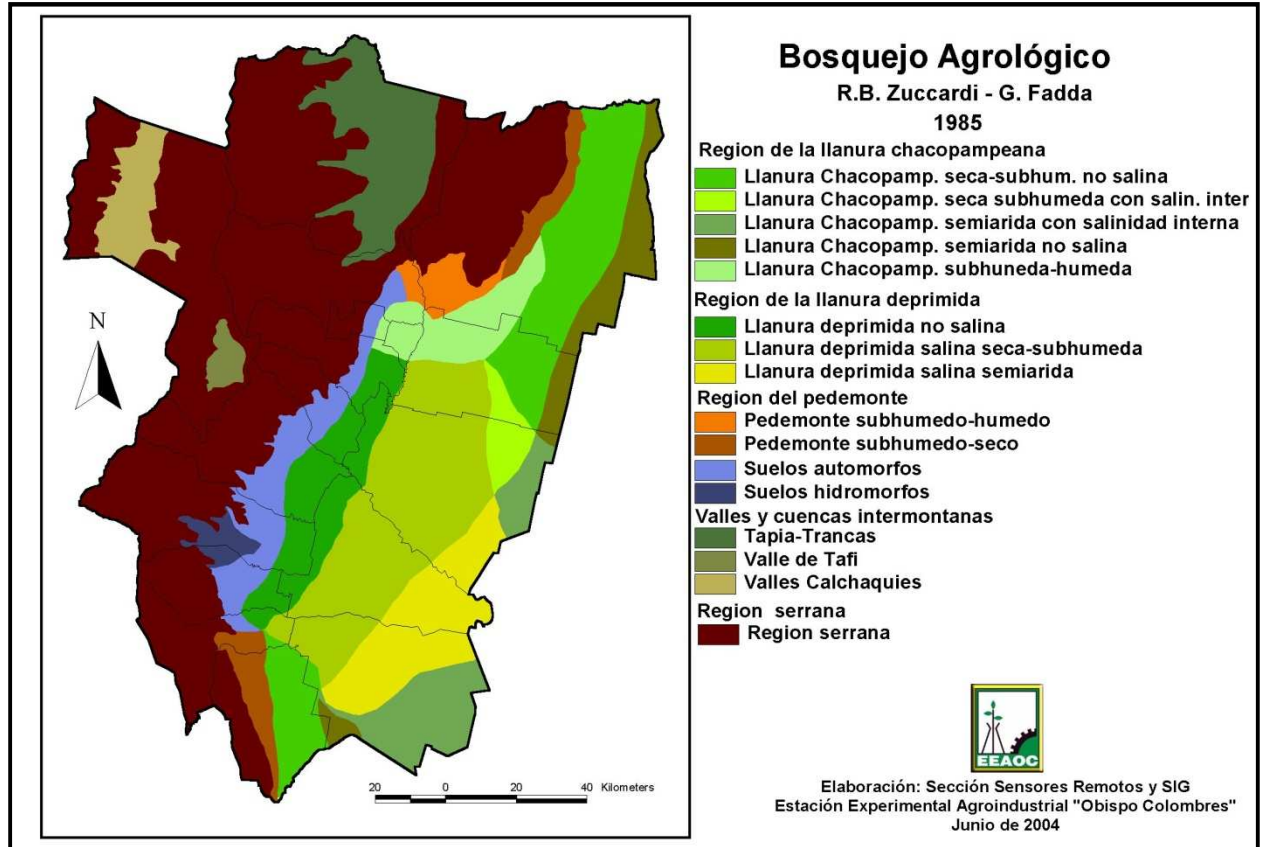 Bosquejo Agrológico
R.B. Zuccardi - G. Fadda
1985
Region de la llanura chacopampeana
Llanura Chacopamp. seca-subhum. no salina
Llanura Chacopamp. seca subhumeda con salin. inter
Llanura Chacopamp. semiarida con salinidad interna
Llanura Chacopamp. semiarida no salina
Llanura Chacopamp. subhuneda-humeda
Region de la llanura deprimida
Llanura deprimida no salina
Llanura deprimida salina seca-subhumeda
Llanura deprimida salina semiarida
Region del pedemonte
Pedemonte subhumedo-humedo
Pedemonte subhumedo-seco
Suelos automorfos
Suelos hidromorfos
Valles y cuencas intermontanas
Tapia-Trancas
Valle de Tafi
Valles Calchaquies
Region serrana
Region serrana
N
20 0 20 40 Kilometers
EEAOC
Elaboración: Sección Sensores Remotos y SIG
Estación Experimental Agroindustrial "Obispo Colombres"
Junio de 2004